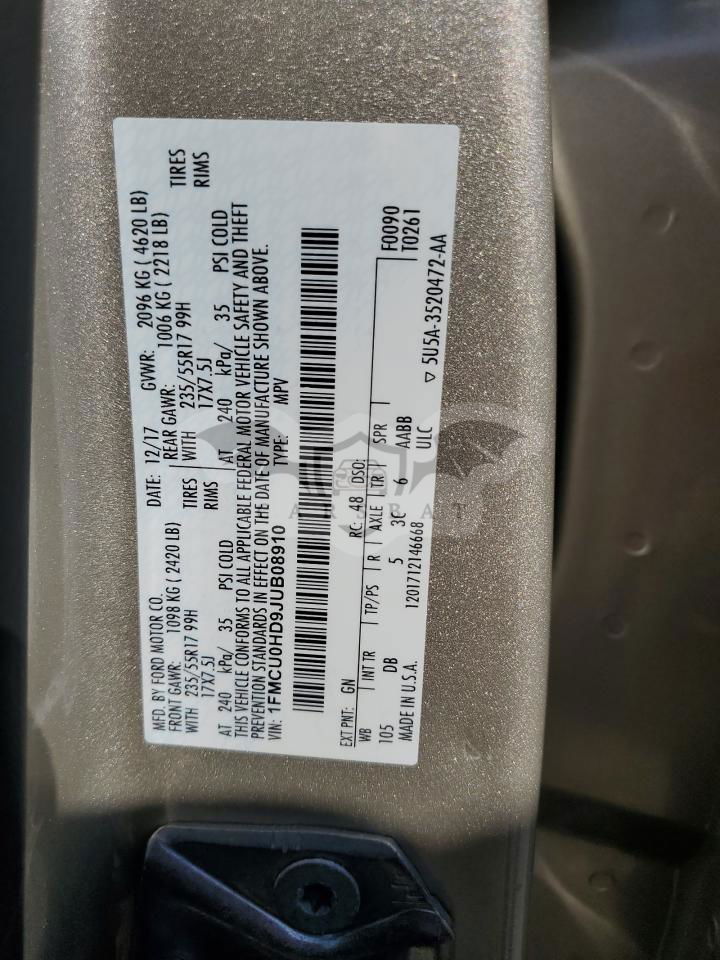 MFD. BY FORD MOTOR CO. DATE: 12/17 GVWR: 2096 KG ( 4620 LB)
FRONT GAWR: 1098 KG ( 2420 LB) REAR GAWR: 1006 KG ( 2218 LB)
WITH 235/55R17 99H TIRES WITH 235/55R17 99H TIRES
17X7.5J RIMS 17X7.5J RIMS
AT 240 kPa/ 35 PSI COLD AT 240 kPa/ 35 PSI COLD
THIS VEHICLE CONFORMS TO ALL APPLICABLE FEDERAL MOTOR VEHICLE SAFETY AND THEFT
PREVENTION STANDARDS IN EFFECT ON THE DATE OF MANUFACTURE SHOWN ABOVE.
VIN: 1FMCU0HD9JUB08910 TYPE: MPV
EXT PNT: GN RC: 48 DSO: F0090
T0261
WB INT TR TP/PS R AXLE TR SPR
105 DB 5 3C 6 AABB
MADE IN U.S.A. 1201712146668 ULC
▽ 5U5A-3520472-AA
ARSBAT